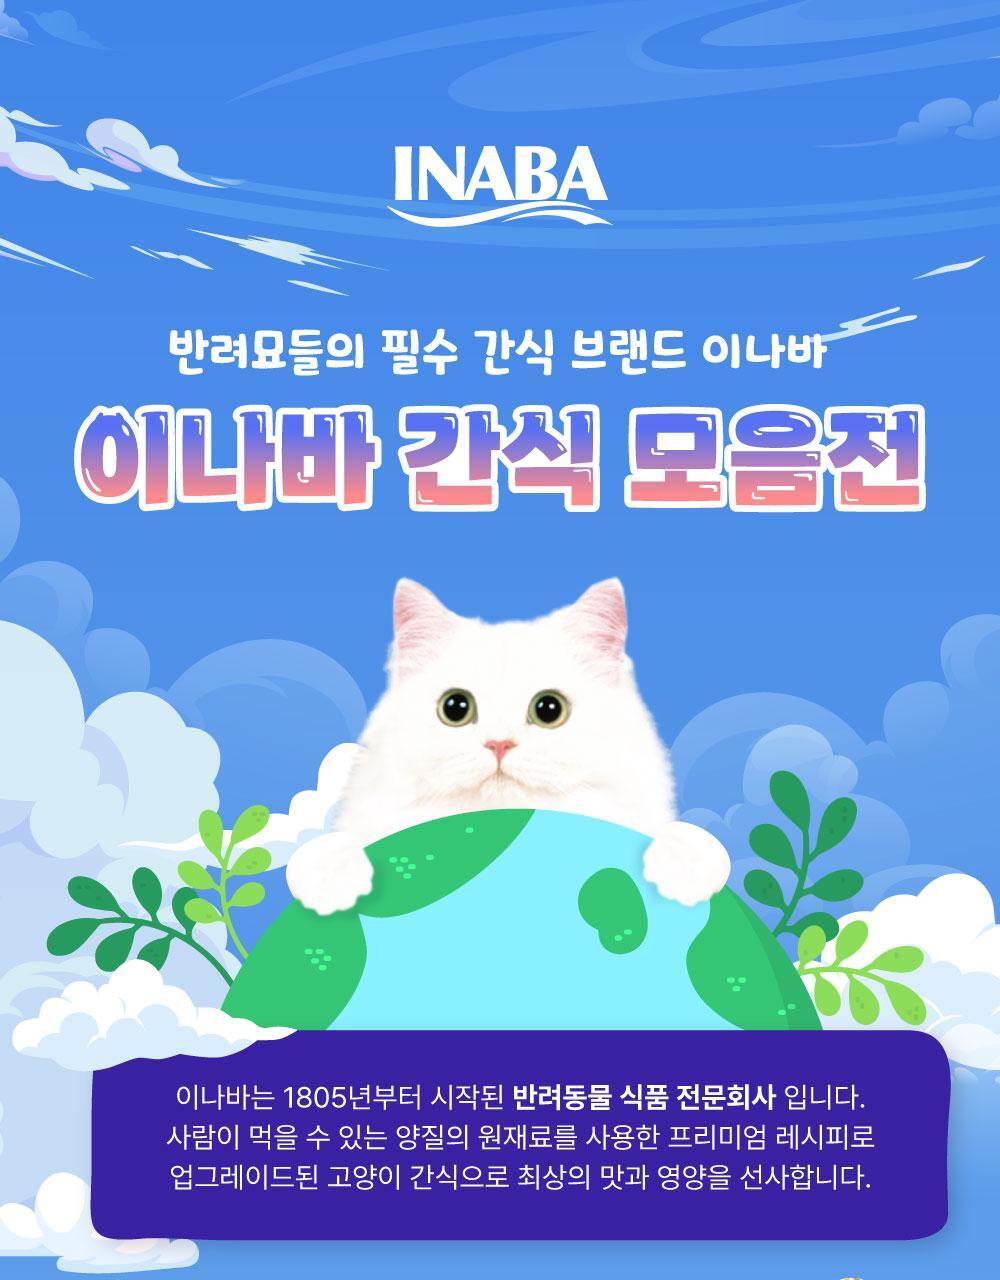 INABA
반려묘들의 필수 간식 브랜드 이나바
이나바 간식 모음전
이나바는 1805년부터 시작된 반려동물 식품 전문회사 입니다.
사람이 먹을 수 있는 양질의 원재료를 사용한 프리미엄 레시피로
업그레이드된 고양이 간식으로 최상의 맛과 영양을 선사합니다.